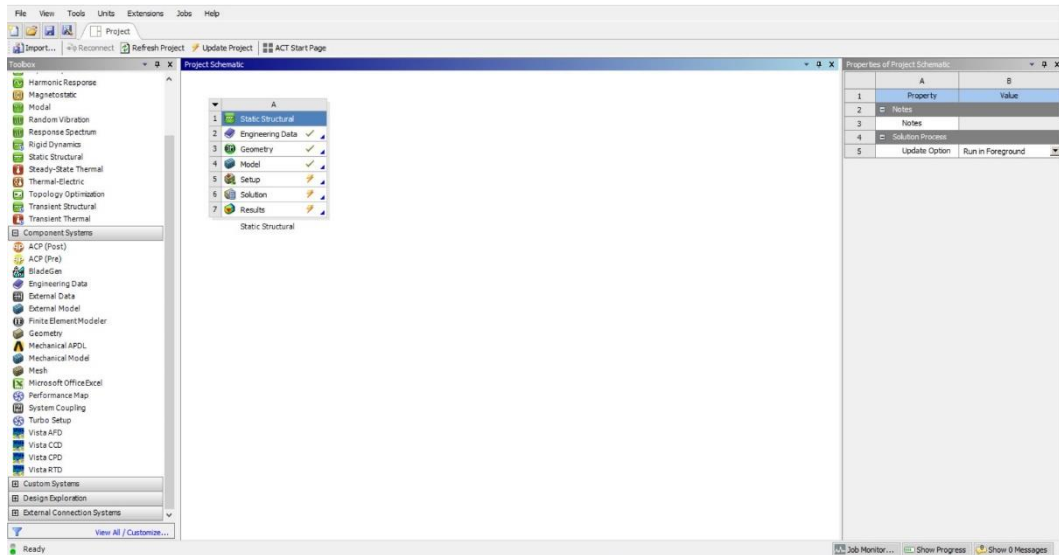 File View Tools Units Extensions Jobs Help
Project
Import... Reconnect Refresh Project Update Project ACT Start Page
Toolbox
Harmonic Response
Magnetostatic
Modal
Random Vibration
Response Spectrum
Rigid Dynamics
Static Structural
Steady-State Thermal
Thermal-Electric
Topology Optimization
Transient Structural
Transient Thermal
Component Systems
ACP (Post)
ACP (Pre)
BladeGen
Engineering Data
External Data
External Model
Finite Element Modeler
Geometry
Mechanical APDL
Mechanical Model
Mesh
Microsoft Office Excel
Performance Map
System Coupling
Turbo Setup
Vista AFD
Vista CCD
Vista CPD
Vista RTD
Custom Systems
Design Exploration
External Connection Systems
View All / Customize...
Project Schematic
A
1 Static Structural
2 Engineering Data
3 Geometry
4 Model
5 Setup
6 Solution
7 Results
Static Structural
Properties of Project Schematic
A B
1 Property Value
2 Notes
3 Notes
4 Solution Process
5 Update Option Run in Foreground
Ready
Job Monitor... Show Progress Show 0 Messages